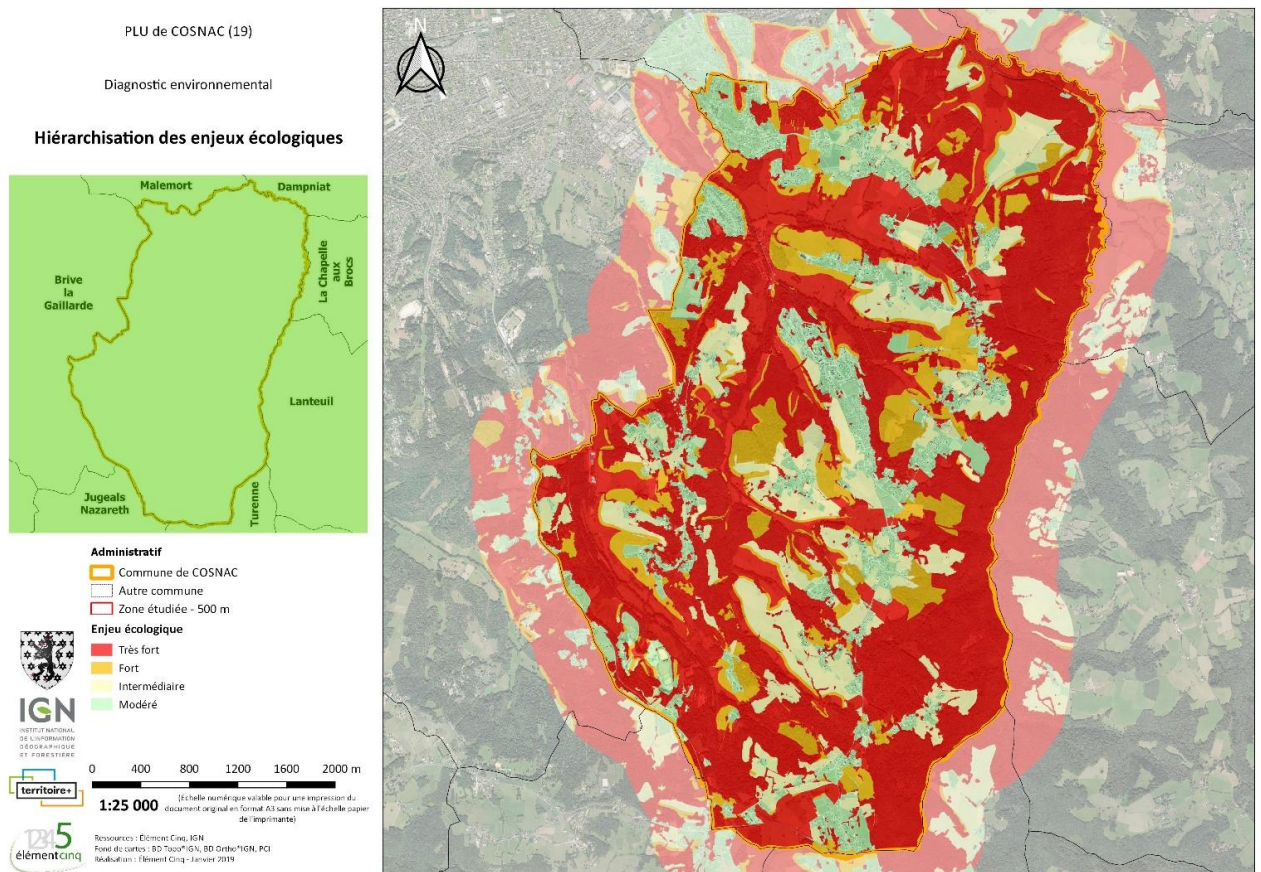 PLU de COSNAC (19)
Diagnostic environnemental
Hiérarchisation des enjeux écologiques
Malemort
Dampniat
La Chapelle
aux
Brocs
Brive
la
Gaillarde
Lanteuil
Jugeals
Nazareth
Turenne
Administratif
Commune de COSNAC
Autre commune
Zone étudiée - 500 m
Enjeu écologique
Très fort
Fort
Intermédiaire
Modéré
IGN
INSTITUT NATIONAL
DE L'INFORMATION
GÉOGRAPHIQUE
ET FORESTIÈRE
territoire+
0 400 800 1200 1600 2000 m
1:25 000
(Échelle numérique valable pour une impression du
document original en format A3 sans mise à l'échelle papier
de l'imprimante)
12345
élémentcinq
Ressources : Élément Cinq, IGN
Fond de cartes : BD Topo®IGN, BD Ortho®IGN, PCI
Réalisation : Élément Cinq - Janvier 2019
N